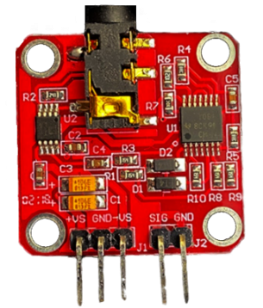 R4
R6
R2
C5
U2
R7
U1
C2
D2
C4
R3
C3
R1
R5
D1
+
+
C1
R10 R8 R9
+VS GND -VS
J1
SIG GND
J2